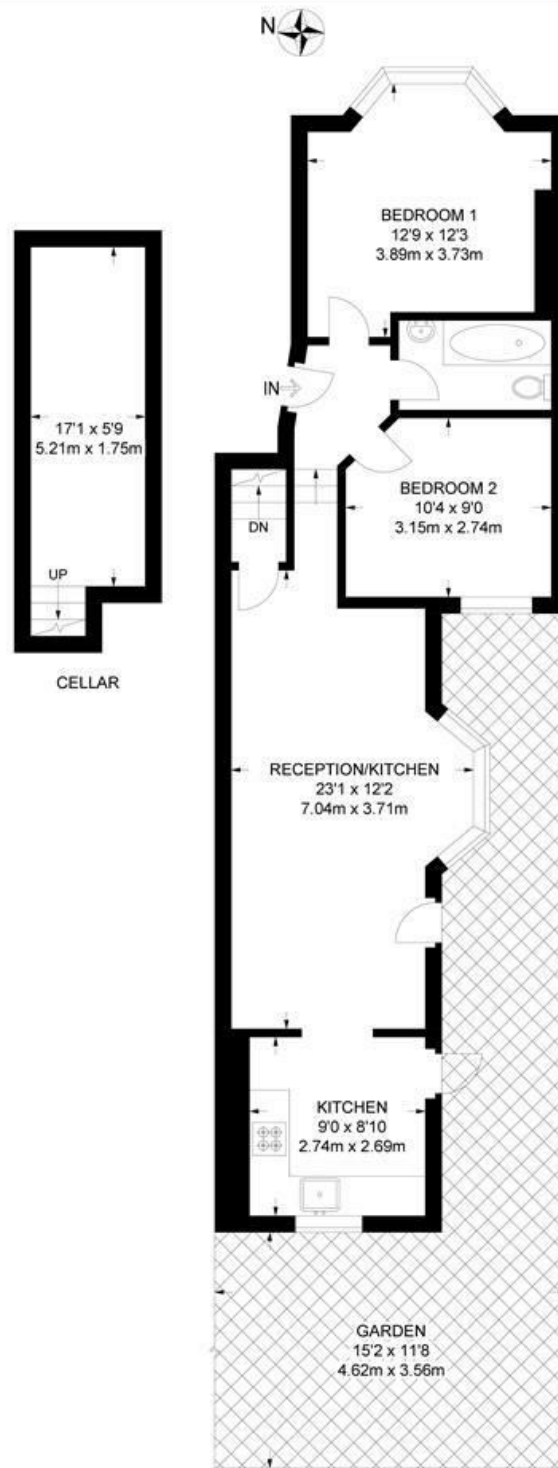 N
BEDROOM 1
12'9 x 12'3
3.89m x 3.73m
IN
17'1 x 5'9
5.21m x 1.75m
UP
CELLAR
DN
BEDROOM 2
10'4 x 9'0
3.15m x 2.74m
RECEPTION/KITCHEN
23'1 x 12'2
7.04m x 3.71m
KITCHEN
9'0 x 8'10
2.74m x 2.69m
GARDEN
15'2 x 11'8
4.62m x 3.56m